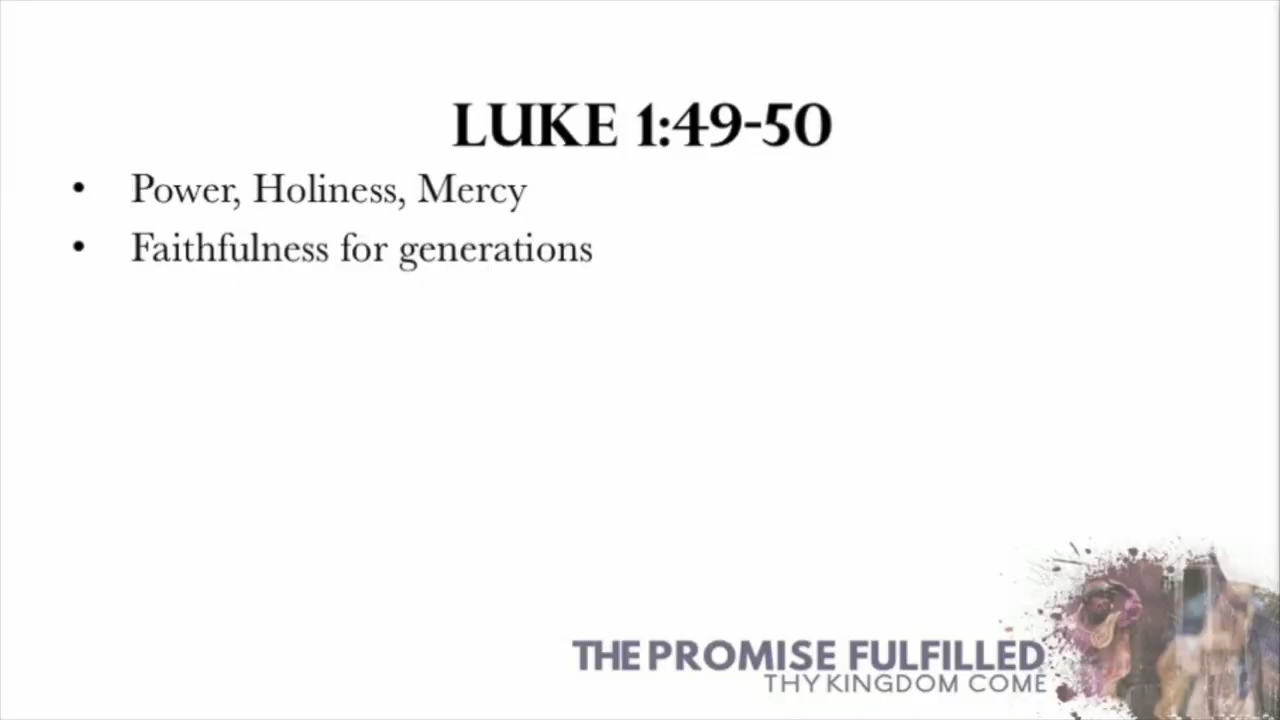 LUKE 1:49-50
• Power, Holiness, Mercy
• Faithfulness for generations
THE PROMISE FULFILLED
THY KINGDOM COME